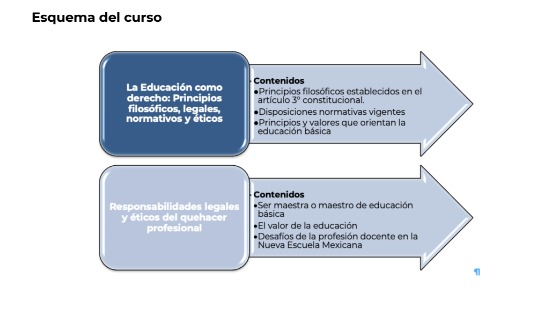 Esquema del curso
La Educación como
derecho: Principios
filosóficos, legales,
normativos y éticos
Contenidos
•Principios filosóficos establecidos en el
artículo 3° constitucional.
•Disposiciones normativas vigentes
•Principios y valores que orientan la
educación básica
Responsabilidades legales
y éticos del quehacer
profesional
Contenidos
•Ser maestra o maestro de educación
básica
•El valor de la educación
•Desafíos de la profesión docente en la
Nueva Escuela Mexicana
¶